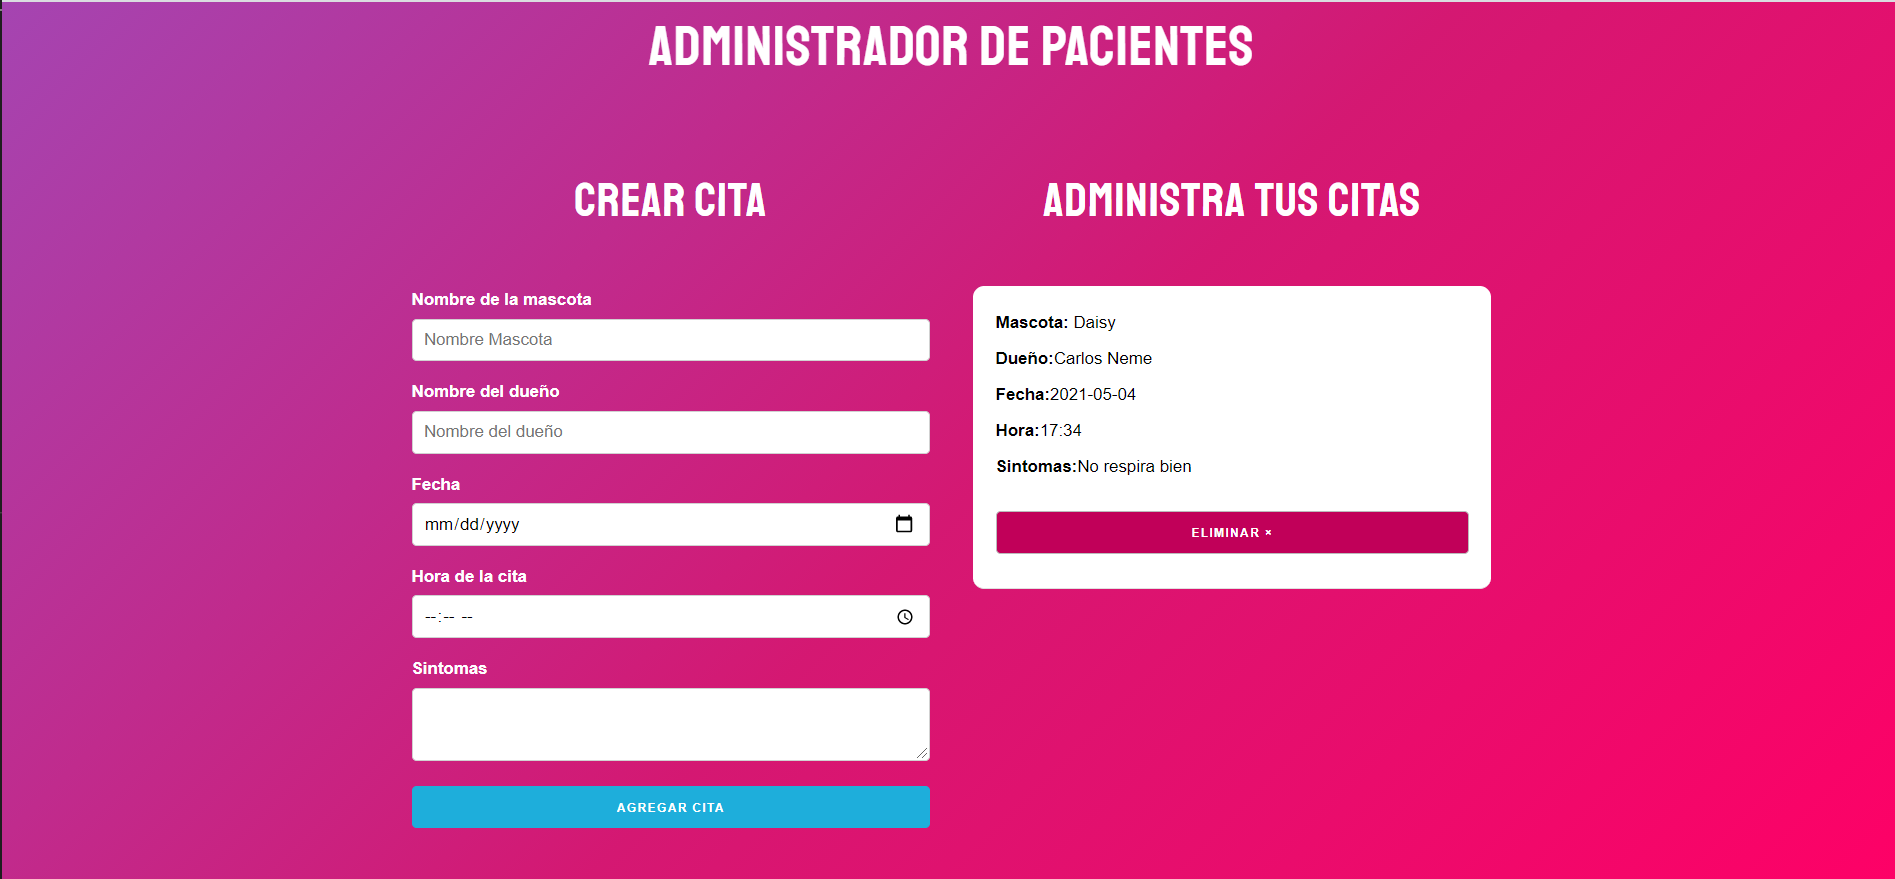 ADMINISTRADOR DE PACIENTES
CREAR CITA
Nombre de la mascota
Nombre Mascota
Nombre del dueño
Nombre del dueño
Fecha
mm/dd/yyyy
Hora de la cita
--:-- --
Sintomas
AGREGAR CITA
ADMINISTRA TUS CITAS
Mascota: Daisy
Dueño:Carlos Neme
Fecha:2021-05-04
Hora:17:34
Sintomas:No respira bien
ELIMINAR ×